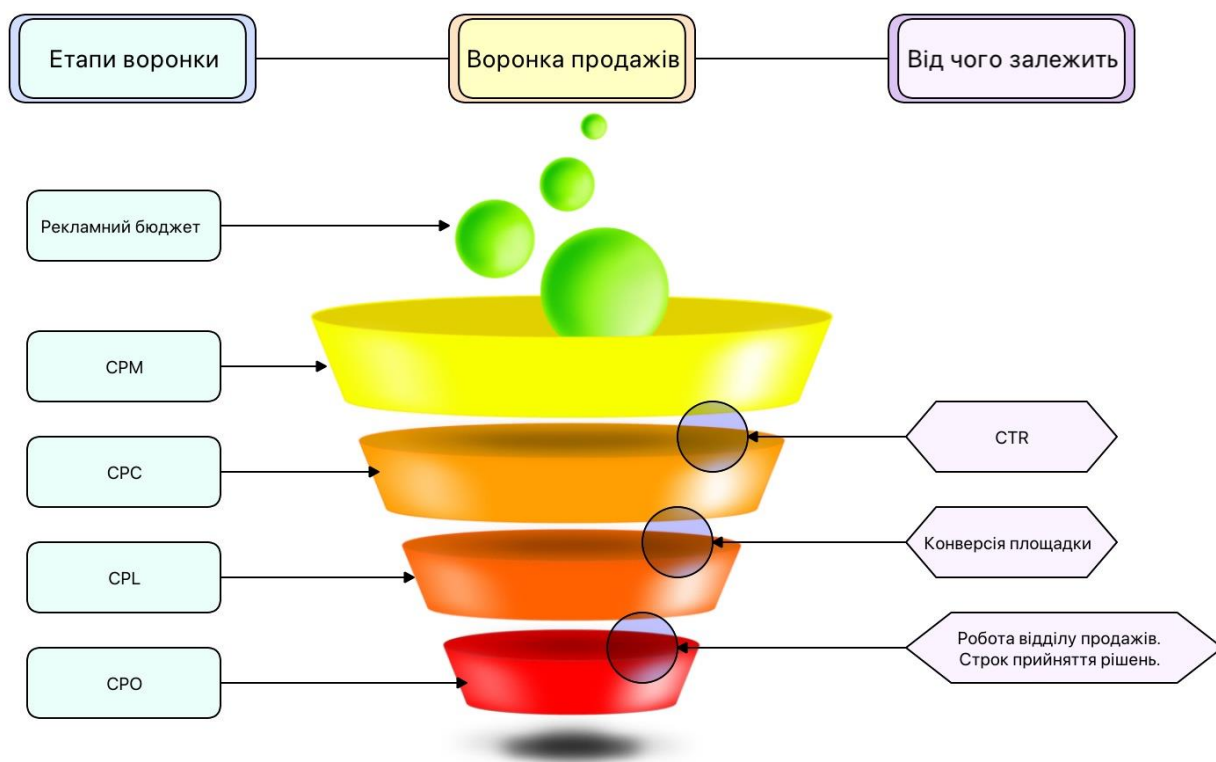 Етапи воронки
Воронка продажів
Від чого залежить
Рекламний бюджет
CPM
CPC
CTR
CPL
Конверсія площадки
CPO
Робота відділу продажів.
Строк прийняття рішень.